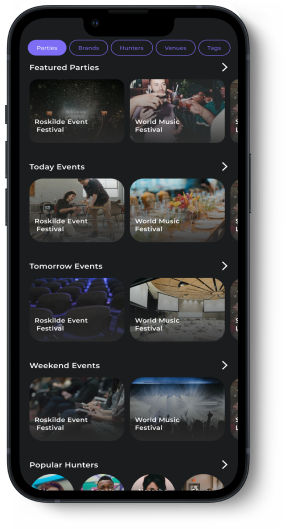 Parties Brands Hunters Venues Tags
Featured Parties
Roskilde Event
Festival
World Music
Festival
S
L
Today Events
Roskilde Event
Festival
World Music
Festival
S
L
Tomorrow Events
Roskilde Event
Festival
World Music
Festival
S
L
Weekend Events
Roskilde Event
Festival
World Music
Festival
S
L
Popular Hunters